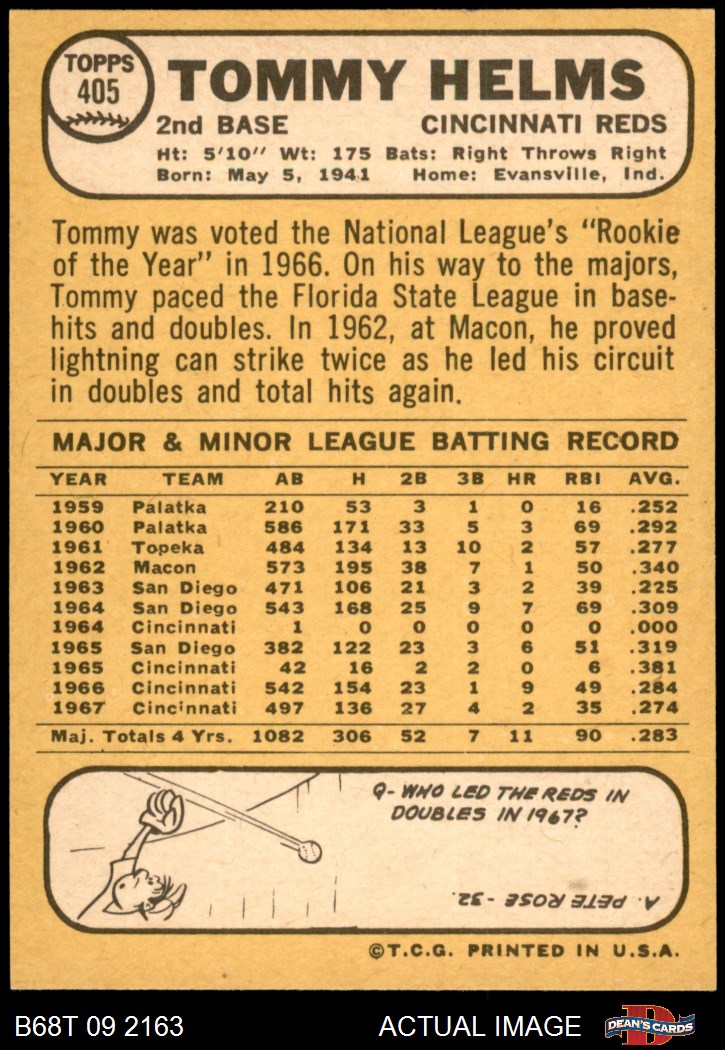 TOPPS
405
TOMMY HELMS
2nd BASE CINCINNATI REDS
Ht: 5'10" Wt: 175 Bats: Right Throws Right
Born: May 5, 1941 Home: Evansville, Ind.
Tommy was voted the National League's "Rookie
of the Year" in 1966. On his way to the majors,
Tommy paced the Florida State League in base-
hits and doubles. In 1962, at Macon, he proved
lightning can strike twice as he led his circuit
in doubles and total hits again.
MAJOR & MINOR LEAGUE BATTING RECORD
YEAR TEAM AB H 2B 3B HR RBI AVG.
1959 Palatka 210 53 3 1 0 16 .252
1960 Palatka 586 171 33 5 3 69 .292
1961 Topeka 484 134 13 10 2 57 .277
1962 Macon 573 195 38 7 1 50 .340
1963 San Diego 471 106 21 3 2 39 .225
1964 San Diego 543 168 25 9 7 69 .309
1964 Cincinnati 1 0 0 0 0 0 .000
1965 San Diego 382 122 23 3 6 51 .319
1965 Cincinnati 42 16 2 2 0 6 .381
1966 Cincinnati 542 154 23 1 9 49 .284
1967 Cincinnati 497 136 27 4 2 35 .274
Maj. Totals 4 Yrs. 1082 306 52 7 11 90 .283
Q- WHO LED THE REDS IN
DOUBLES IN 1967?
A. PETE ROSE - 32.
©T.C.G. PRINTED IN U.S.A.
B68T 09 2163 ACTUAL IMAGE
D
DEAN'S CARDS